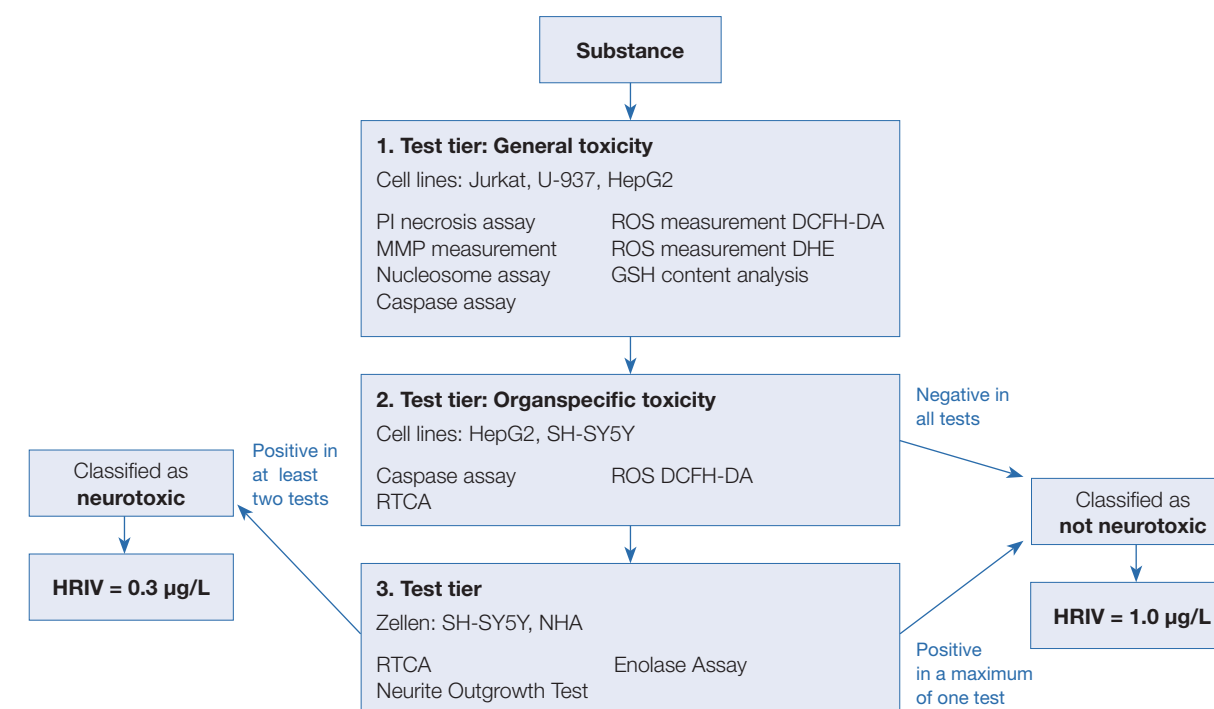 Substance
1. Test tier: General toxicity
Cell lines: Jurkat, U-937, HepG2
PI necrosis assay
MMP measurement
Nucleosome assay
Caspase assay
ROS measurement DCFH-DA
ROS measurement DHE
GSH content analysis
2. Test tier: Organspecific toxicity
Cell lines: HepG2, SH-SY5Y
Caspase assay
RTCA
ROS DCFH-DA
Negative in
all tests
Positive in
at least
two tests
Classified as
neurotoxic
HRIV = 0.3 µg/L
Classified as
not neurotoxic
HRIV = 1.0 µg/L
3. Test tier
Zellen: SH-SY5Y, NHA
RTCA
Neurite Outgrowth Test
Enolase Assay
Positive
in a maximum
of one test